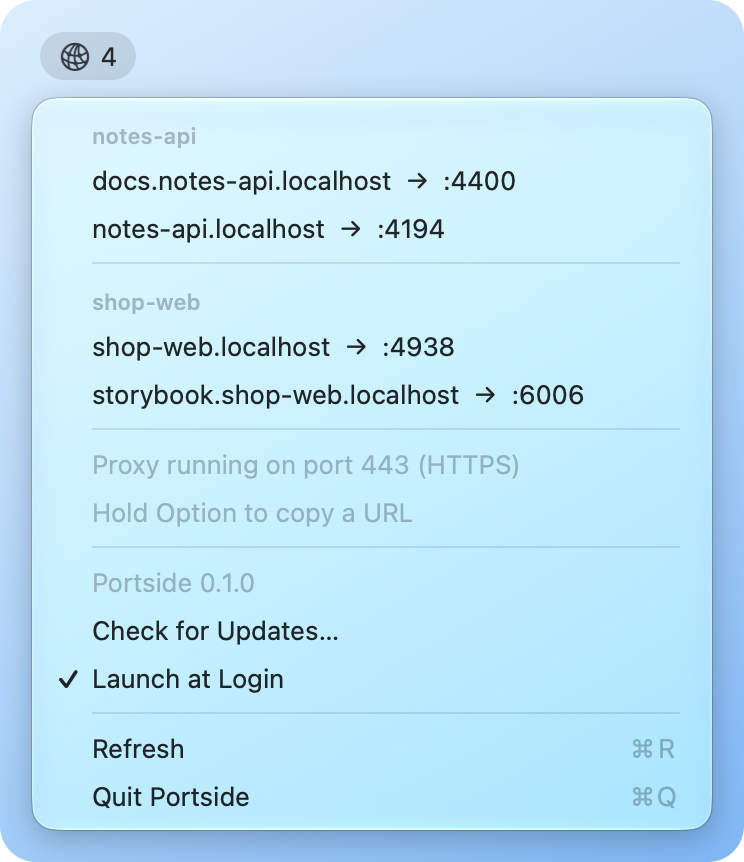 4
notes-api
docs.notes-api.localhost → :4400
notes-api.localhost → :4194
shop-web
shop-web.localhost → :4938
storybook.shop-web.localhost → :6006
Proxy running on port 443 (HTTPS)
Hold Option to copy a URL
Portside 0.1.0
Check for Updates...
✓ Launch at Login
Refresh ⌘R
Quit Portside ⌘Q